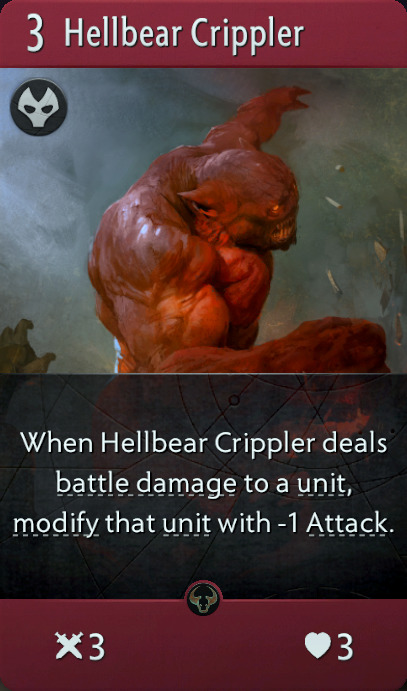 3 Hellbear Crippler
When Hellbear Crippler deals
battle damage to a unit,
modify that unit with -1 Attack.
3 3